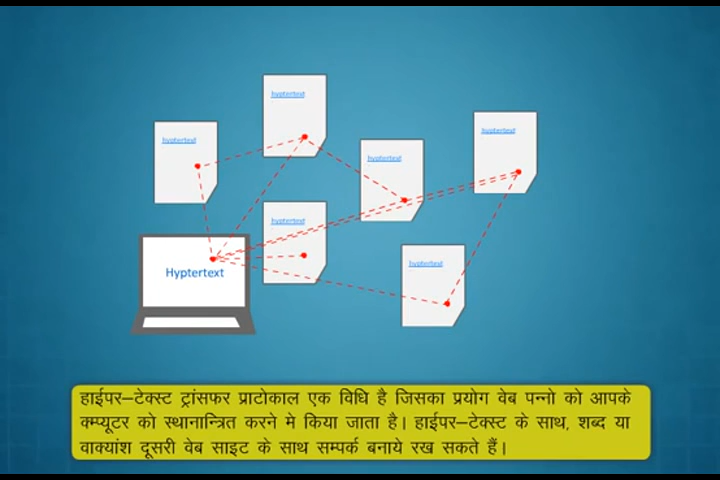 hyptertext
hyptertext
hyptertext
hyptertext
hyptertext
hyptertext
Hyptertext
हाईपर–टेक्स्ट ट्रांसफर प्राटोकाल एक विधि है जिसका प्रयोग वेब पन्नो को आपके
कम्प्यूटर को स्थानान्त्रित करने मे किया जाता है। हाईपर–टेक्स्ट के साथ, शब्द या
वाक्यांश दूसरी वेब साइट के साथ सम्पर्क बनाये रख सकते हैं।